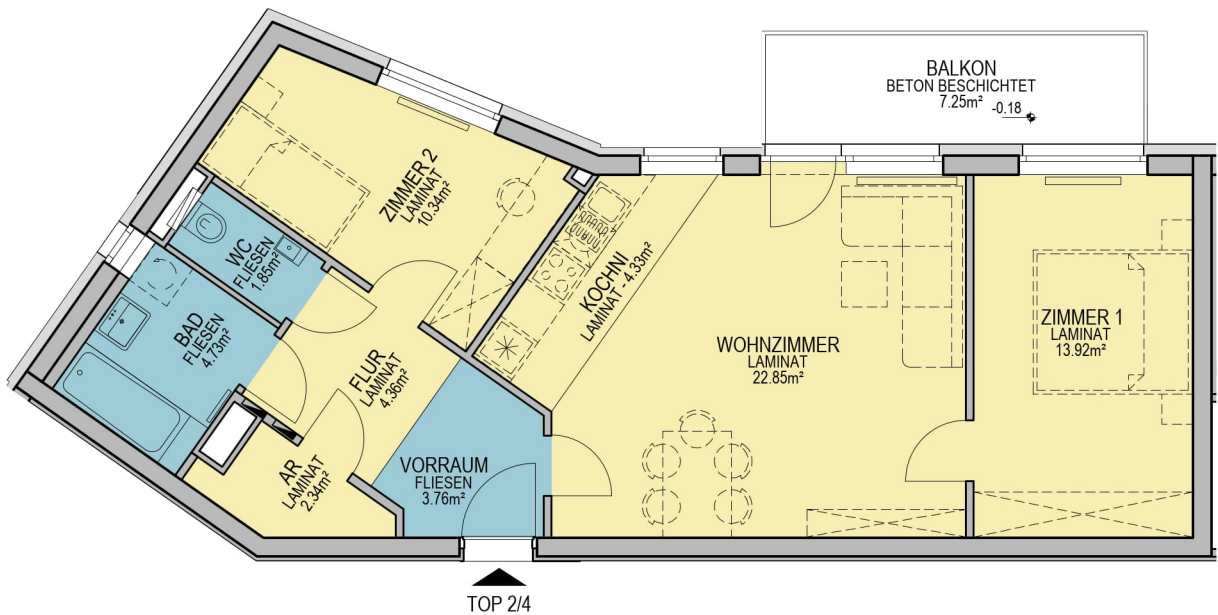 BALKON
BETON BESCHICHTET
7.25m²
-0.18
ZIMMER 2
LAMINAT
10.34m²
WC
FLIESEN
1.85m²
BAD
FLIESEN
4.73m²
FLUR
LAMINAT
4.36m²
AR
LAMINAT
2.34m²
VORRAUM
FLIESEN
3.76m²
KOCHNI
LAMINAT - 4.33m²
WOHNZIMMER
LAMINAT
22.85m²
ZIMMER 1
LAMINAT
13.92m²
TOP 2/4